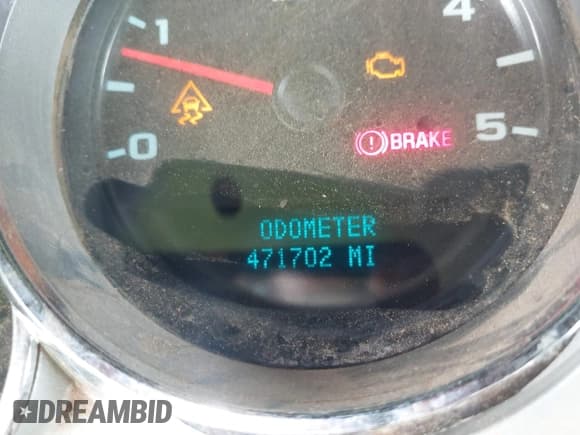 1
4
5
0
BRAKE
ODOMETER
471702 MI
DREAMBID